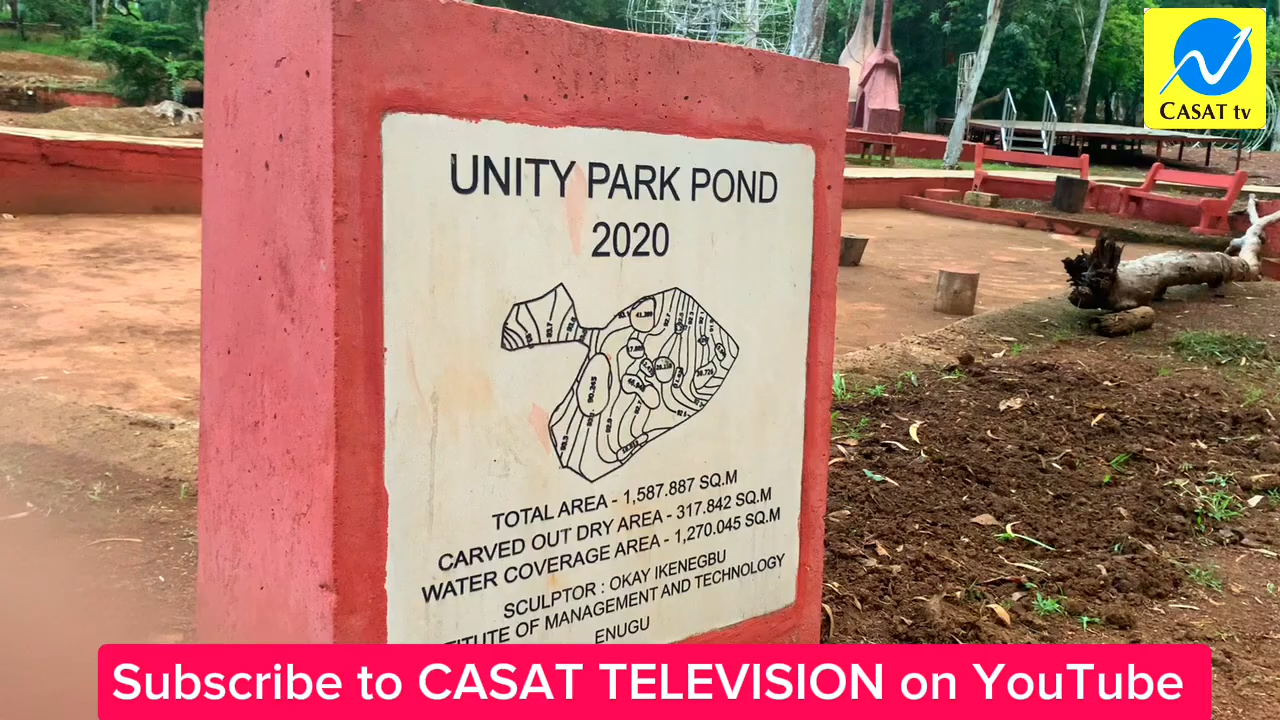 CASAT tv
UNITY PARK POND
2020
TOTAL AREA - 1,587.887 SQ.M
CARVED OUT DRY AREA - 317.842 SQ.M
WATER COVERAGE AREA - 1,270.045 SQ.M
SCULPTOR : OKAY IKENEGBU
TITUTE OF MANAGEMENT AND TECHNOLOGY
ENUGU
Subscribe to CASAT TELEVISION on YouTube